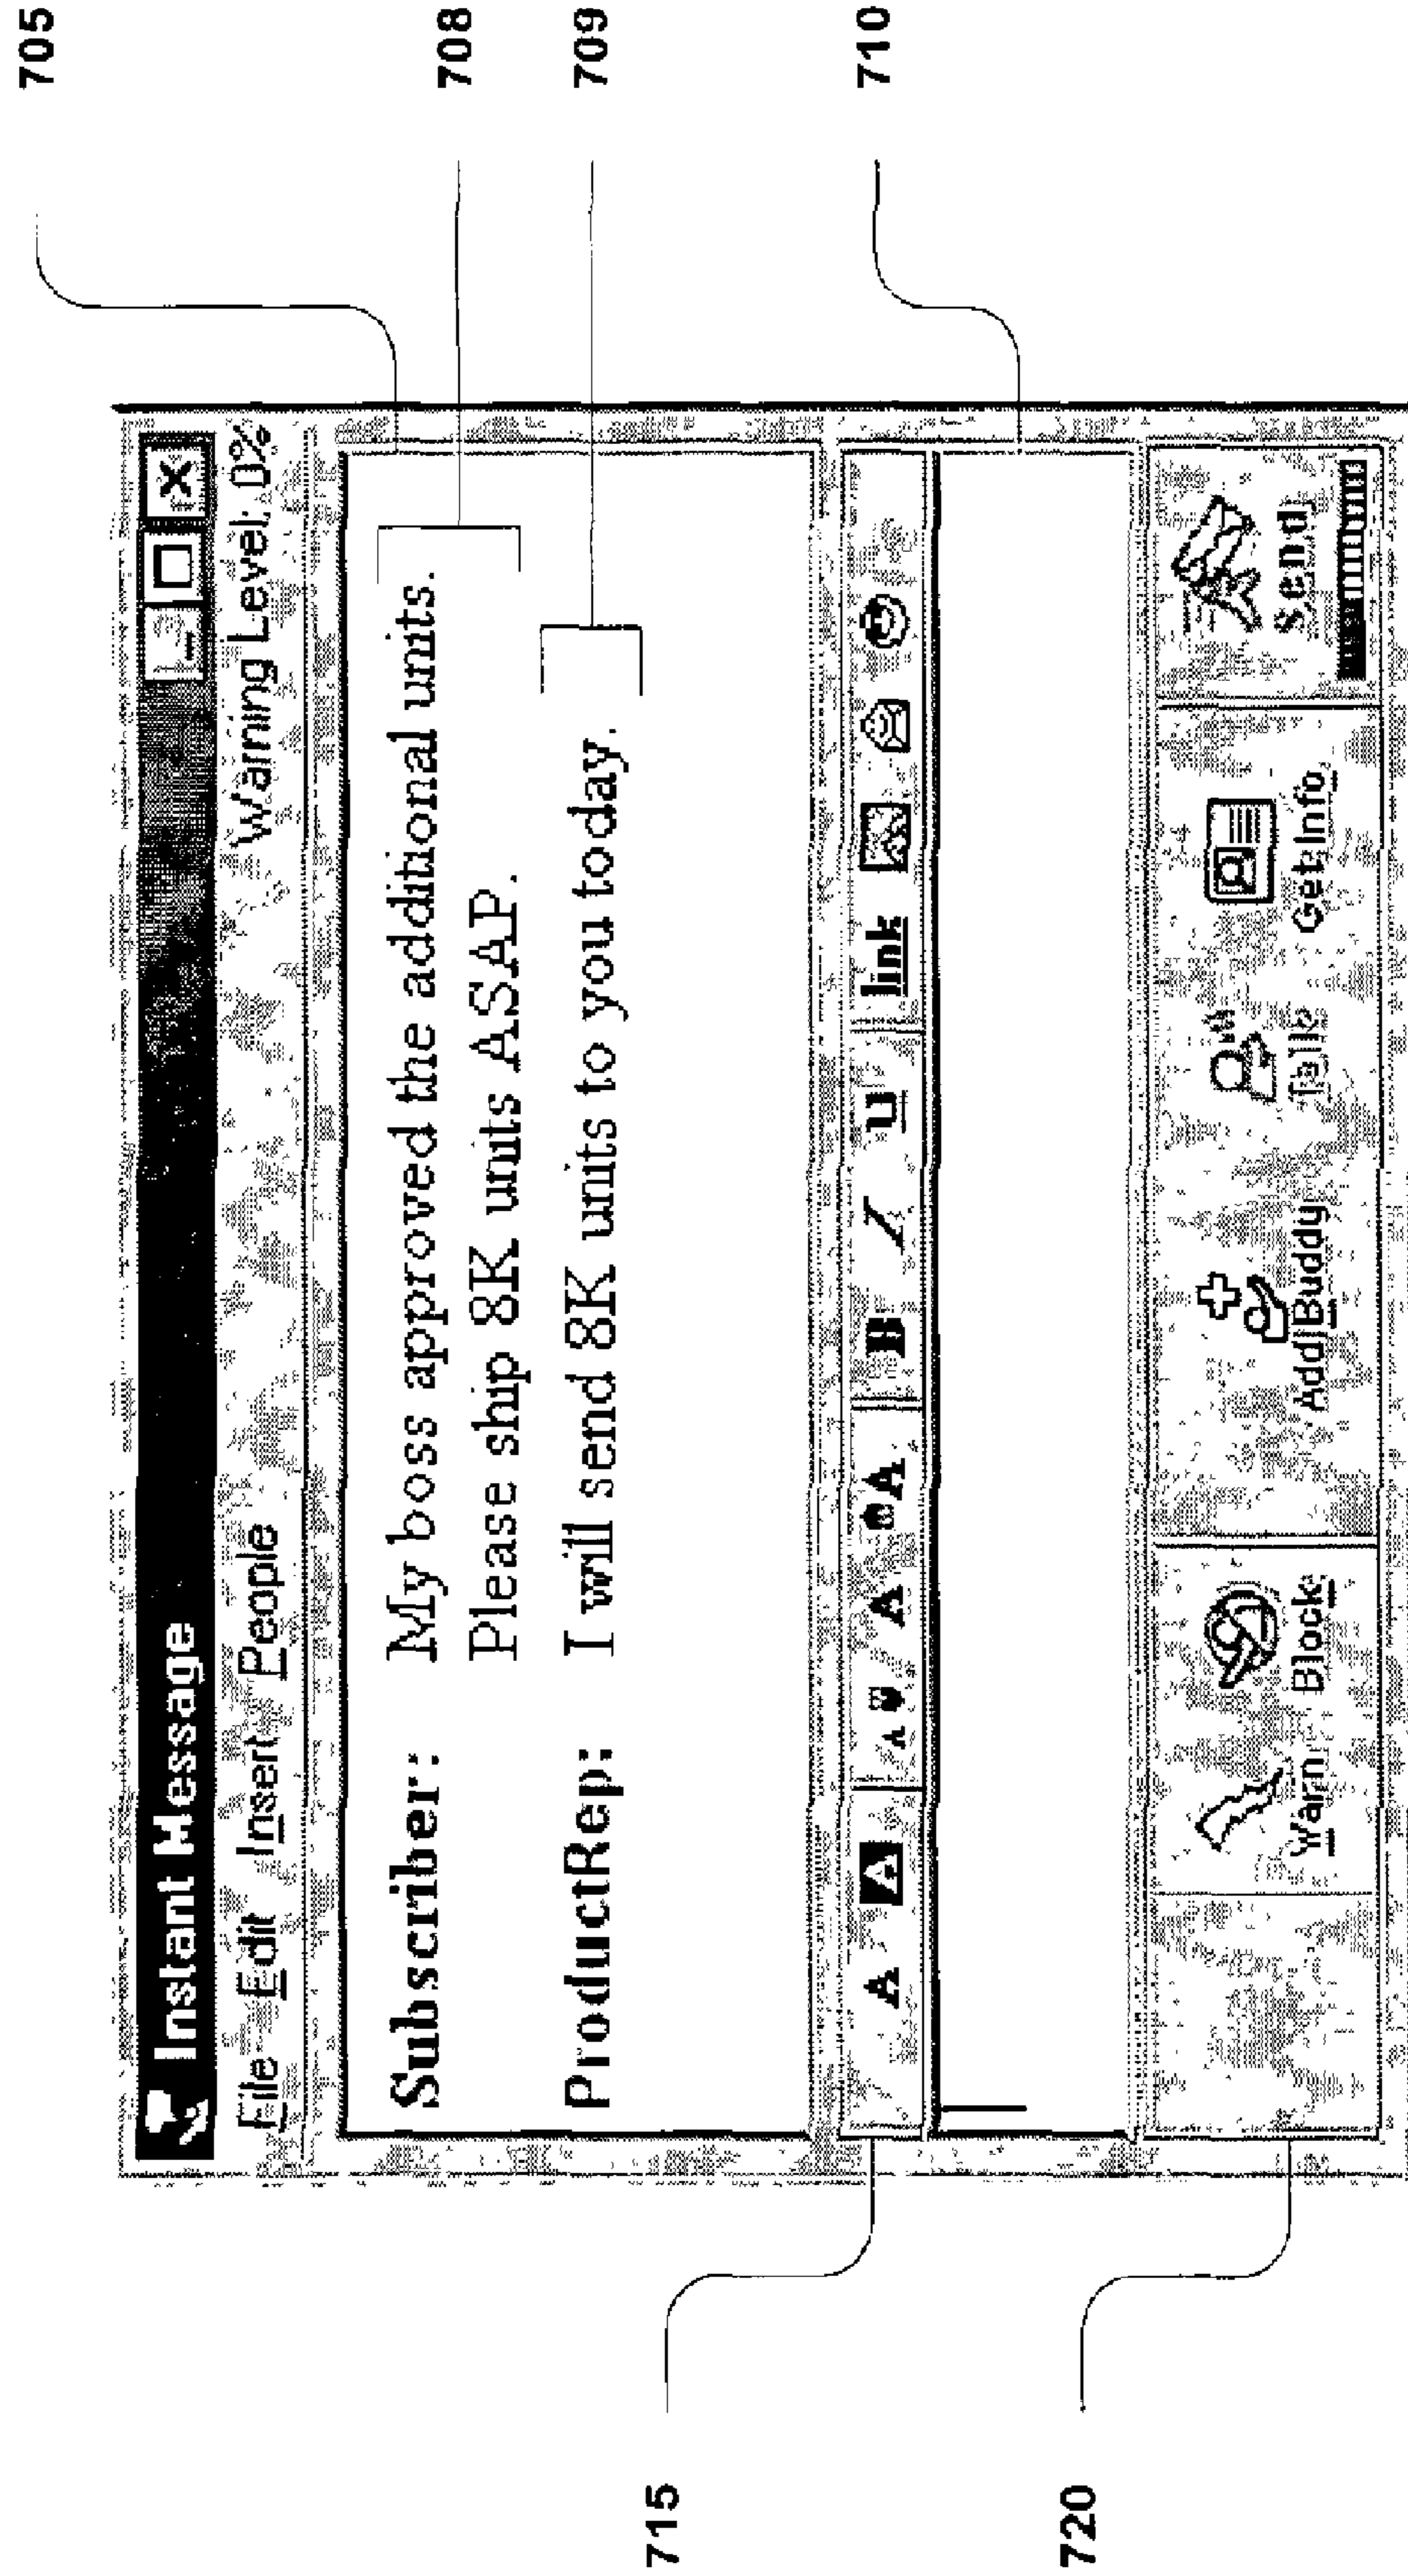 705
Instant Message
File Edit Insert People Warning Level: 0%
Subscriber: My boss approved the additional units.
Please ship 8K units ASAP.
708
ProductRep: I will send 8K units to you today.
709
715
A A A A A B I U link
710
720
Warn Block Add Buddy Talk Get Info Send